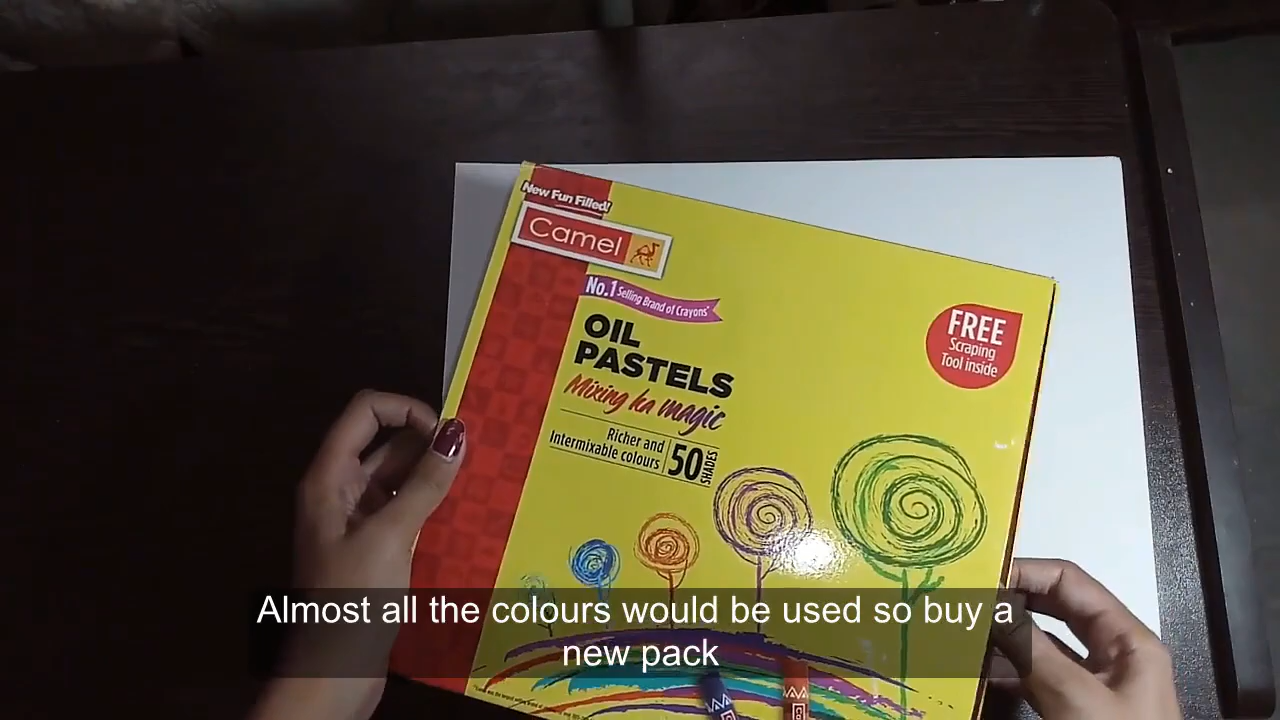 New Fun Filled!
Camel
No.1 Selling Brand of Crayons*
OIL
PASTELS
Mixing ka magic
Richer and
Intermixable colours
50
SHADES
FREE
Scraping
Tool inside
Almost all the colours would be used so buy a
new pack